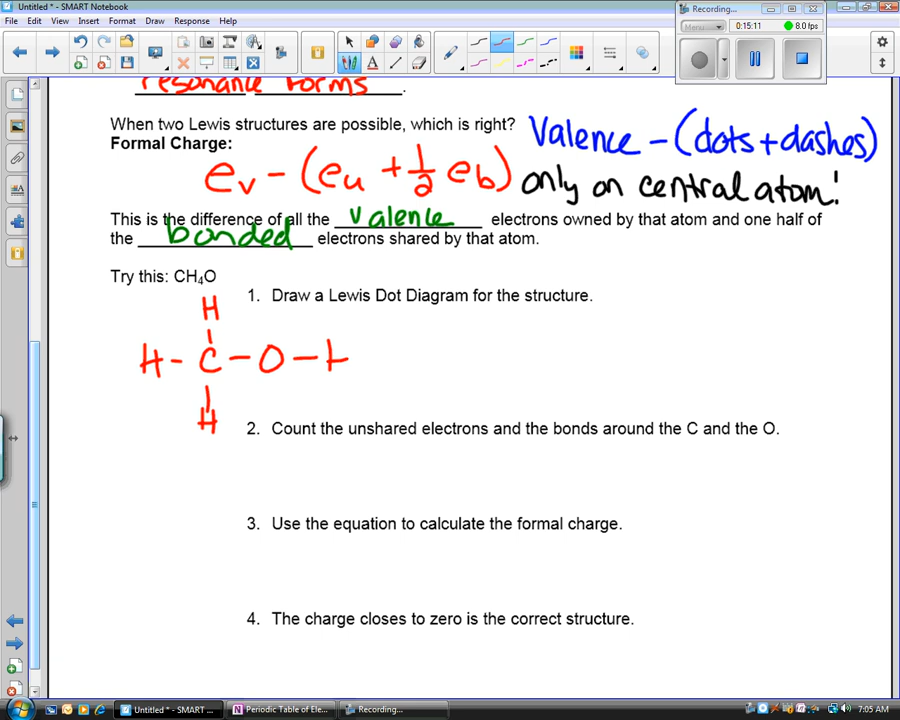 Untitled * - SMART Notebook
File Edit View Insert Format Draw Response Help
Recording...
Menu
0:15:11 8.0 fps
resonance forms.
When two Lewis structures are possible, which is right?
Formal Charge:
Valence - (dots + dashes)
ev - (eu + 1/2 eb)
only on central atom!
This is the difference of all the valence electrons owned by that atom and one half of
the bonded electrons shared by that atom.
Try this: CH4O
1. Draw a Lewis Dot Diagram for the structure.
H
H - C - O -
H
2. Count the unshared electrons and the bonds around the C and the O.
3. Use the equation to calculate the formal charge.
4. The charge closes to zero is the correct structure.
Untitled * - SMART ...
Periodic Table of Ele...
Recording...
7:05 AM